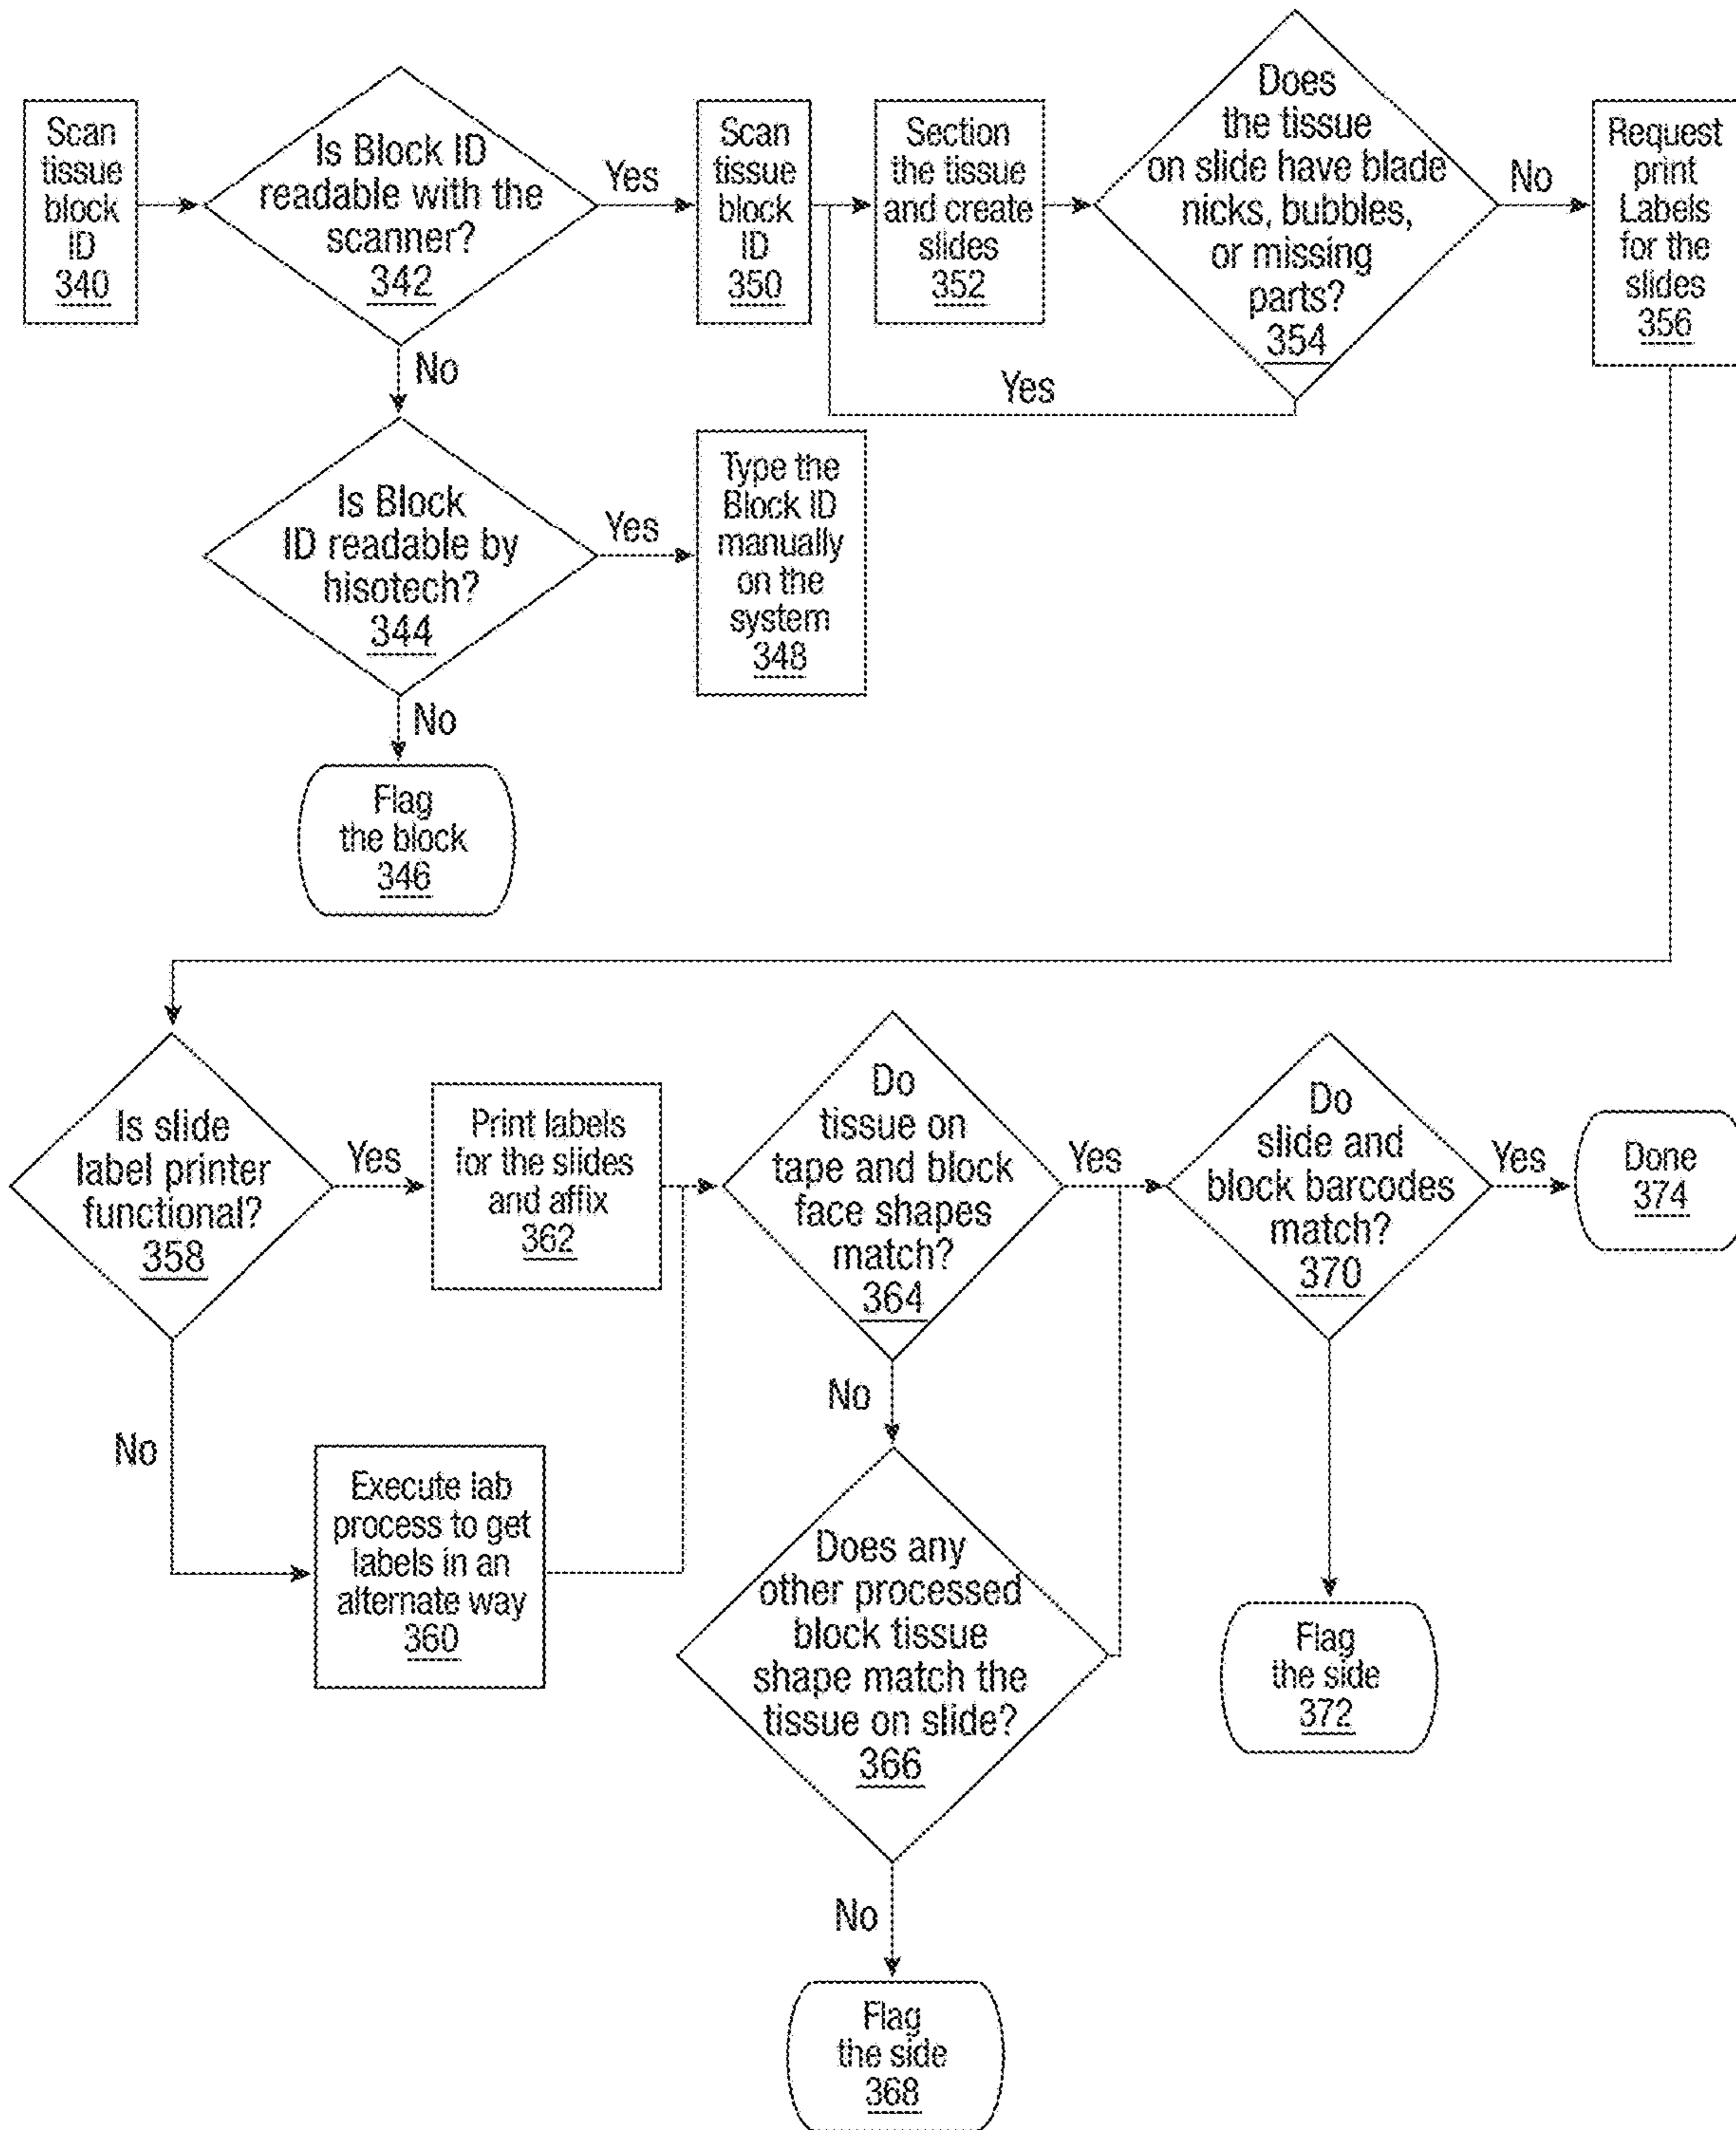 Scan
tissue
block
ID
340
Is Block ID
readable with the
scanner?
342
Yes
Scan
tissue
block
ID
350
Section
the tissue
and create
slides
352
Does
the tissue
on slide have blade
nicks, bubbles,
or missing
parts?
354
No
Request
print
Labels
for the
slides
356
No
Yes
Is Block
ID readable by
hisotech?
344
Yes
Type the
Block ID
manually
on the
system
348
No
Flag
the block
346
Is slide
label printer
functional?
358
Yes
Print labels
for the slides
and affix
362
Do
tissue on
tape and block
face shapes
match?
364
Yes
Do
slide and
block barcodes
match?
370
Yes
Done
374
No
No
Execute lab
process to get
labels in an
alternate way
360
Does any
other processed
block tissue
shape match the
tissue on slide?
366
Flag
the side
372
No
Flag
the side
368